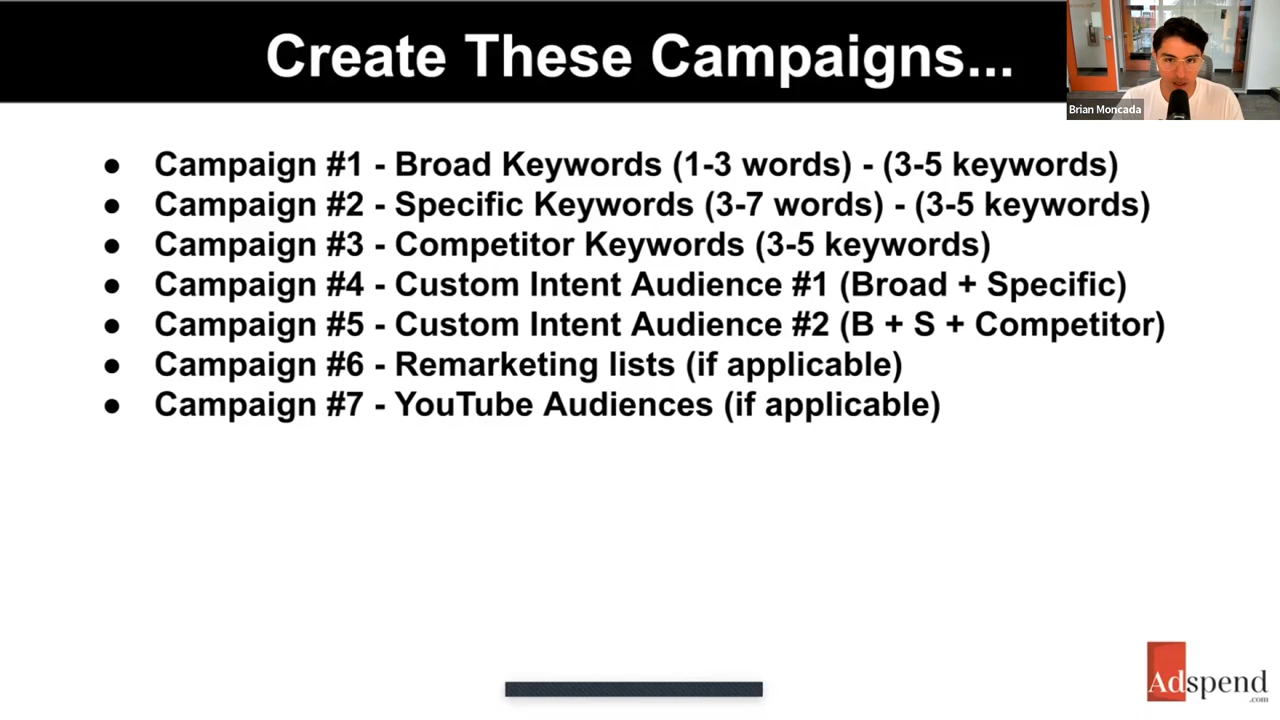 Create These Campaigns...
Brian Moncada
● Campaign #1 - Broad Keywords (1-3 words) - (3-5 keywords)
● Campaign #2 - Specific Keywords (3-7 words) - (3-5 keywords)
● Campaign #3 - Competitor Keywords (3-5 keywords)
● Campaign #4 - Custom Intent Audience #1 (Broad + Specific)
● Campaign #5 - Custom Intent Audience #2 (B + S + Competitor)
● Campaign #6 - Remarketing lists (if applicable)
● Campaign #7 - YouTube Audiences (if applicable)
Adspend
.com